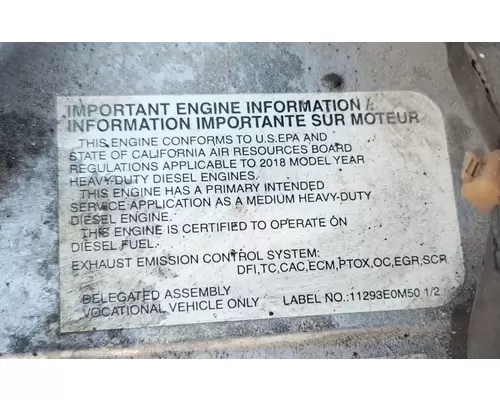 IMPORTANT ENGINE INFORMATION /
INFORMATION IMPORTANTE SUR MOTEUR
THIS ENGINE CONFORMS TO U.S.EPA AND
STATE OF CALIFORNIA AIR RESOURCES BOARD
REGULATIONS APPLICABLE TO 2018 MODEL YEAR
HEAVY-DUTY DIESEL ENGINES.
THIS ENGINE HAS A PRIMARY INTENDED
SERVICE APPLICATION AS A MEDIUM HEAVY-DUTY
DIESEL ENGINE.
THIS ENGINE IS CERTIFIED TO OPERATE ON
DIESEL FUEL.
EXHAUST EMISSION CONTROL SYSTEM:
DFI,TC,CAC,ECM,PTOX,OC,EGR,SCR
DELEGATED ASSEMBLY
VOCATIONAL VEHICLE ONLY LABEL NO.:11293E0M50 1/2